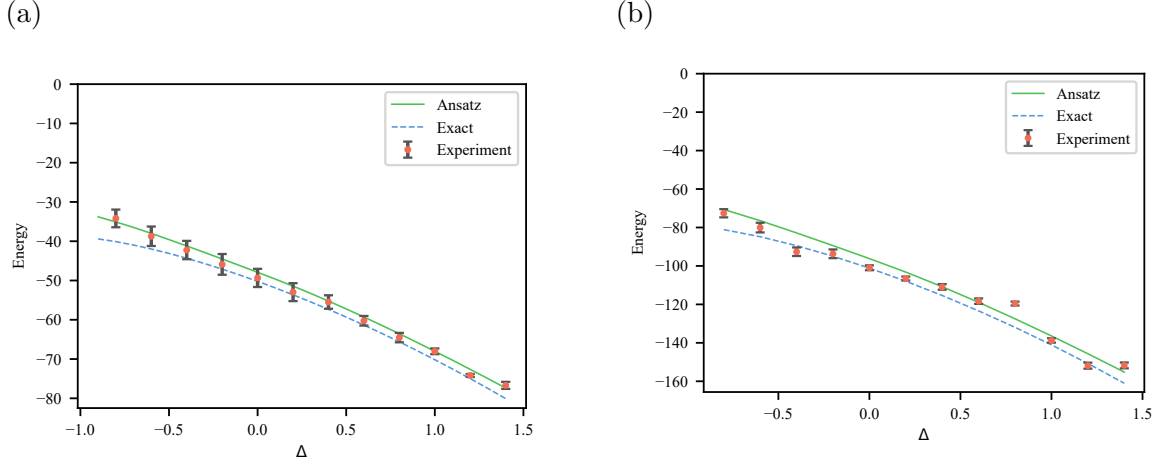 (a)
0
−10
−20
−30
−40
−50
−60
−70
−80
Energy
−1.0 −0.5 0.0 0.5 1.0 1.5
Δ
Ansatz
Exact
Experiment
(b)
0
−20
−40
−60
−80
−100
−120
−140
−160
Energy
−0.5 0.0 0.5 1.0 1.5
Δ
Ansatz
Exact
Experiment